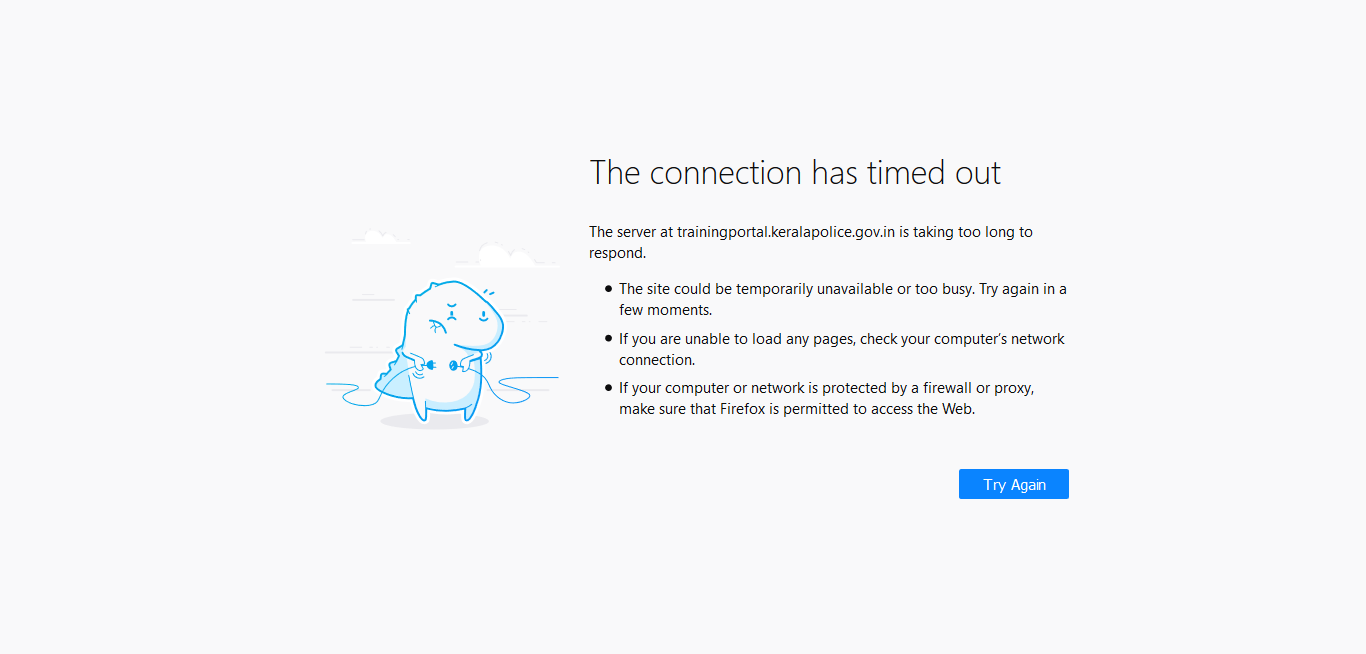 The connection has timed out
The server at trainingportal.keralapolice.gov.in is taking too long to
respond.
The site could be temporarily unavailable or too busy. Try again in a
few moments.
If you are unable to load any pages, check your computer’s network
connection.
If your computer or network is protected by a firewall or proxy,
make sure that Firefox is permitted to access the Web.
Try Again